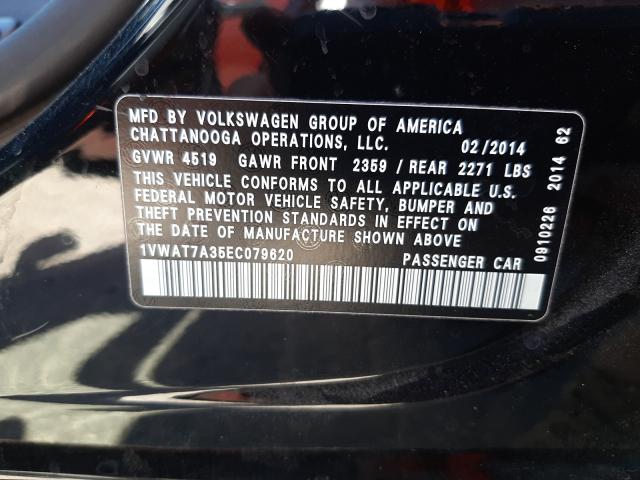 MFD BY VOLKSWAGEN GROUP OF AMERICA
CHATTANOOGA OPERATIONS, LLC. 02/2014
GVWR 4519 GAWR FRONT 2359 / REAR 2271 LBS
THIS VEHICLE CONFORMS TO ALL APPLICABLE U.S.
FEDERAL MOTOR VEHICLE SAFETY, BUMPER AND
THEFT PREVENTION STANDARDS IN EFFECT ON
THE DATE OF MANUFACTURE SHOWN ABOVE
1VWAT7A35EC079620 PASSENGER CAR
0910226 2014 62